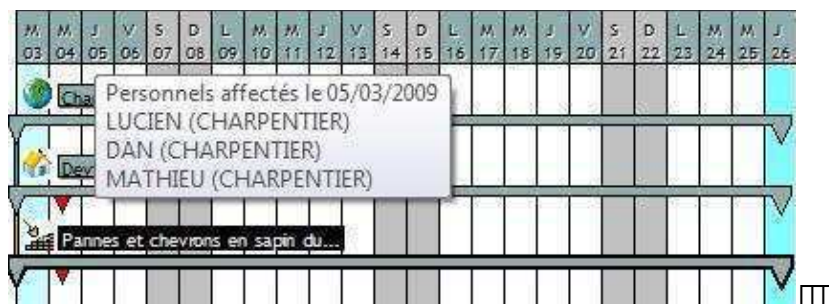 M M J V S D L M M J V S D L M M J V S D L M M J
03 04 05 06 07 08 09 10 11 12 13 14 15 16 17 18 19 20 21 22 23 24 25 26
Personnels affectés le 05/03/2009
Cha
LUCIEN (CHARPENTIER)
DAN (CHARPENTIER)
Dev
MATHIEU (CHARPENTIER)
Pannes et chevrons en sapin du...